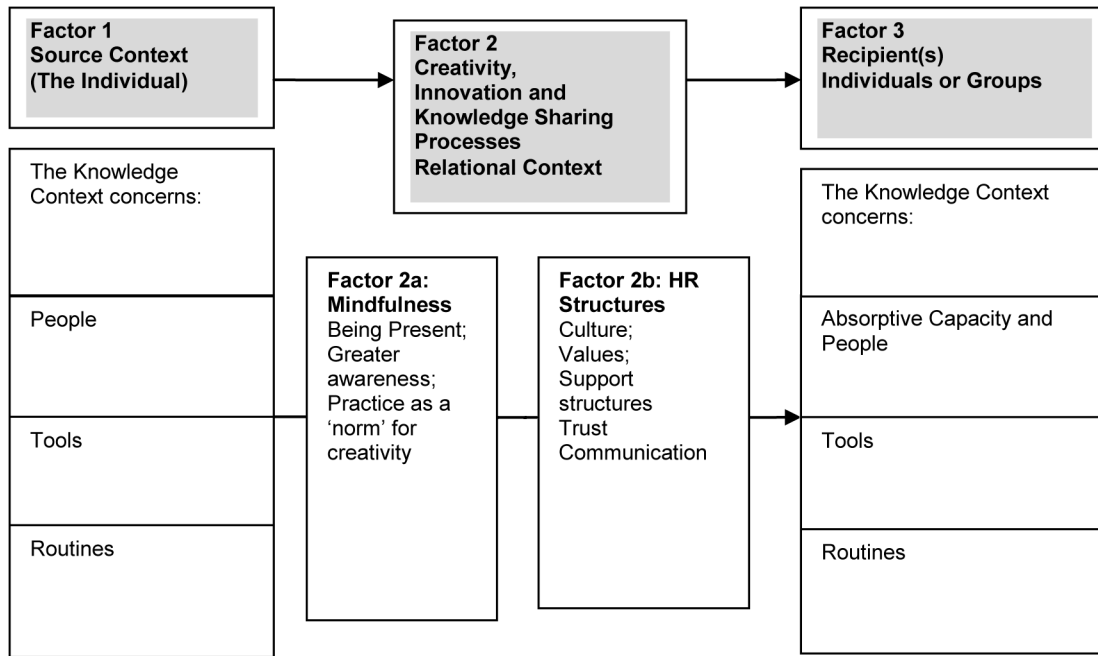 Factor 1
Source Context
(The Individual)
Factor 2
Creativity,
Innovation and
Knowledge Sharing
Processes
Relational Context
Factor 3
Recipient(s)
Individuals or Groups
The Knowledge
Context concerns:
People
Tools
Routines
Factor 2a:
Mindfulness
Being Present;
Greater
awareness;
Practice as a
‘norm’ for
creativity
Factor 2b: HR
Structures
Culture;
Values;
Support
structures
Trust
Communication
The Knowledge Context
concerns:
Absorptive Capacity and
People
Tools
Routines